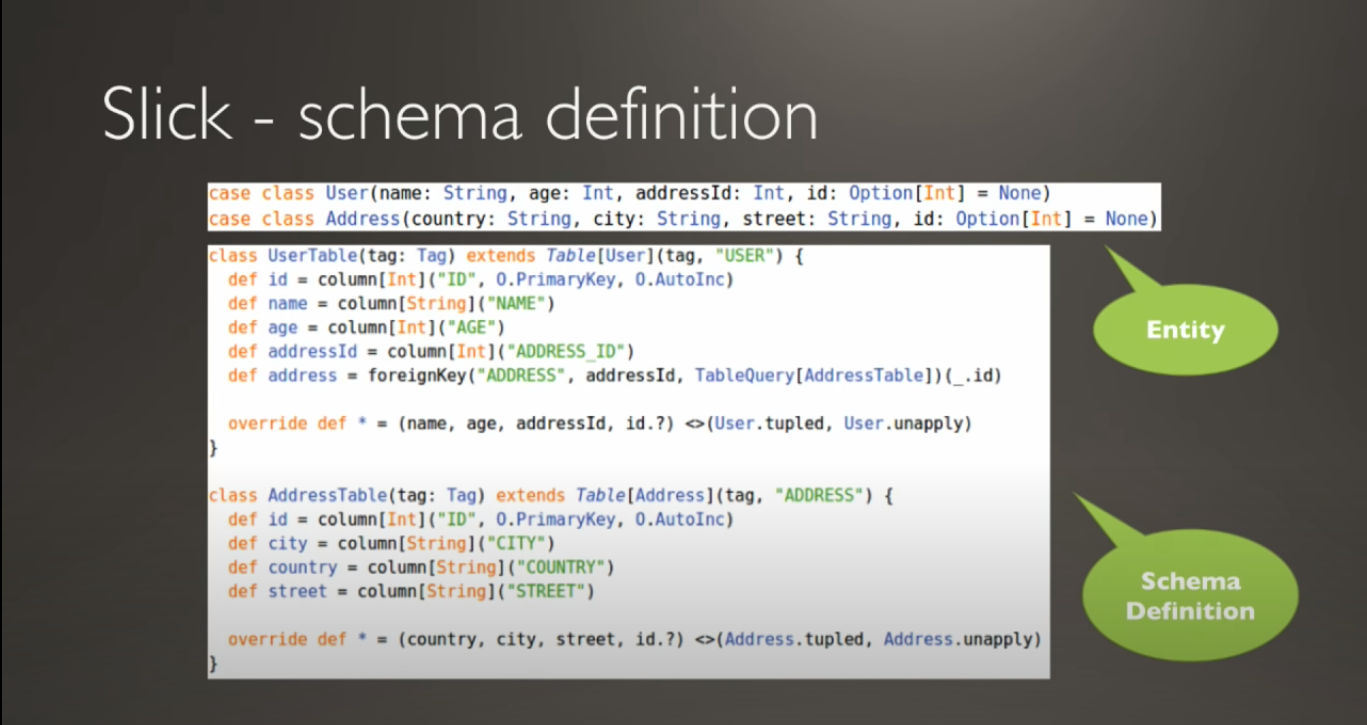 Slick - schema definition
case class User(name: String, age: Int, addressId: Int, id: Option[Int] = None)
case class Address(country: String, city: String, street: String, id: Option[Int] = None)
class UserTable(tag: Tag) extends Table[User](tag, "USER") {
  def id = column[Int]("ID", O.PrimaryKey, O.AutoInc)
  def name = column[String]("NAME")
  def age = column[Int]("AGE")
  def addressId = column[Int]("ADDRESS_ID")
  def address = foreignKey("ADDRESS", addressId, TableQuery[AddressTable])(_.id)
  override def * = (name, age, addressId, id.?) <>(User.tupled, User.unapply)
}
Entity
class AddressTable(tag: Tag) extends Table[Address](tag, "ADDRESS") {
  def id = column[Int]("ID", O.PrimaryKey, O.AutoInc)
  def city = column[String]("CITY")
  def country = column[String]("COUNTRY")
  def street = column[String]("STREET")
  override def * = (country, city, street, id.?) <>(Address.tupled, Address.unapply)
}
Schema
Definition